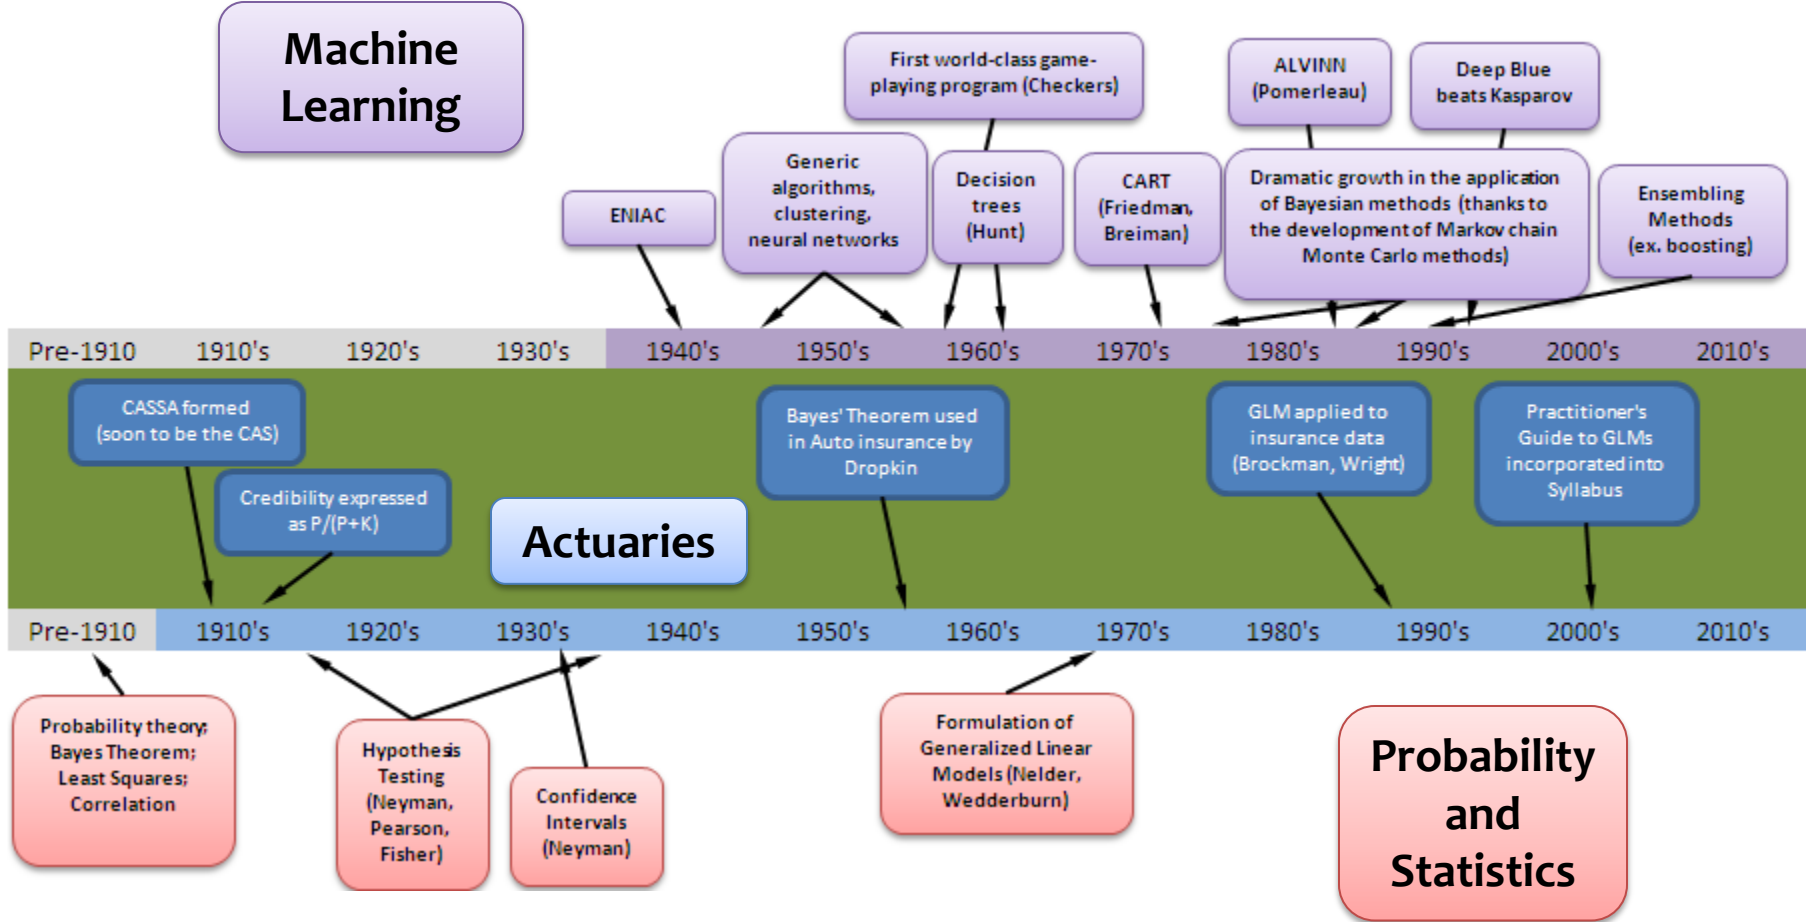 Machine
Learning
First world-class game-
playing program (Checkers)
ALVINN
(Pomerleau)
Deep Blue
beats Kasparov
ENIAC
Generic
algorithms,
clustering,
neural networks
Decision
trees
(Hunt)
CART
(Friedman,
Breiman)
Dramatic growth in the application
of Bayesian methods (thanks to
the development of Markov chain
Monte Carlo methods)
Ensembling
Methods
(ex. boosting)
Pre-1910 1910's 1920's 1930's 1940's 1950's 1960's 1970's 1980's 1990's 2000's 2010's
CASSA formed
(soon to be the CAS)
Credibility expressed
as P/(P+K)
Actuaries
Bayes' Theorem used
in Auto insurance by
Dropkin
GLM applied to
insurance data
(Brockman, Wright)
Practitioner's
Guide to GLMs
incorporated into
Syllabus
Pre-1910 1910's 1920's 1930's 1940's 1950's 1960's 1970's 1980's 1990's 2000's 2010's
Probability theory;
Bayes Theorem;
Least Squares;
Correlation
Hypothesis
Testing
(Neyman,
Pearson,
Fisher)
Confidence
Intervals
(Neyman)
Formulation of
Generalized Linear
Models (Nelder,
Wedderburn)
Probability
and
Statistics